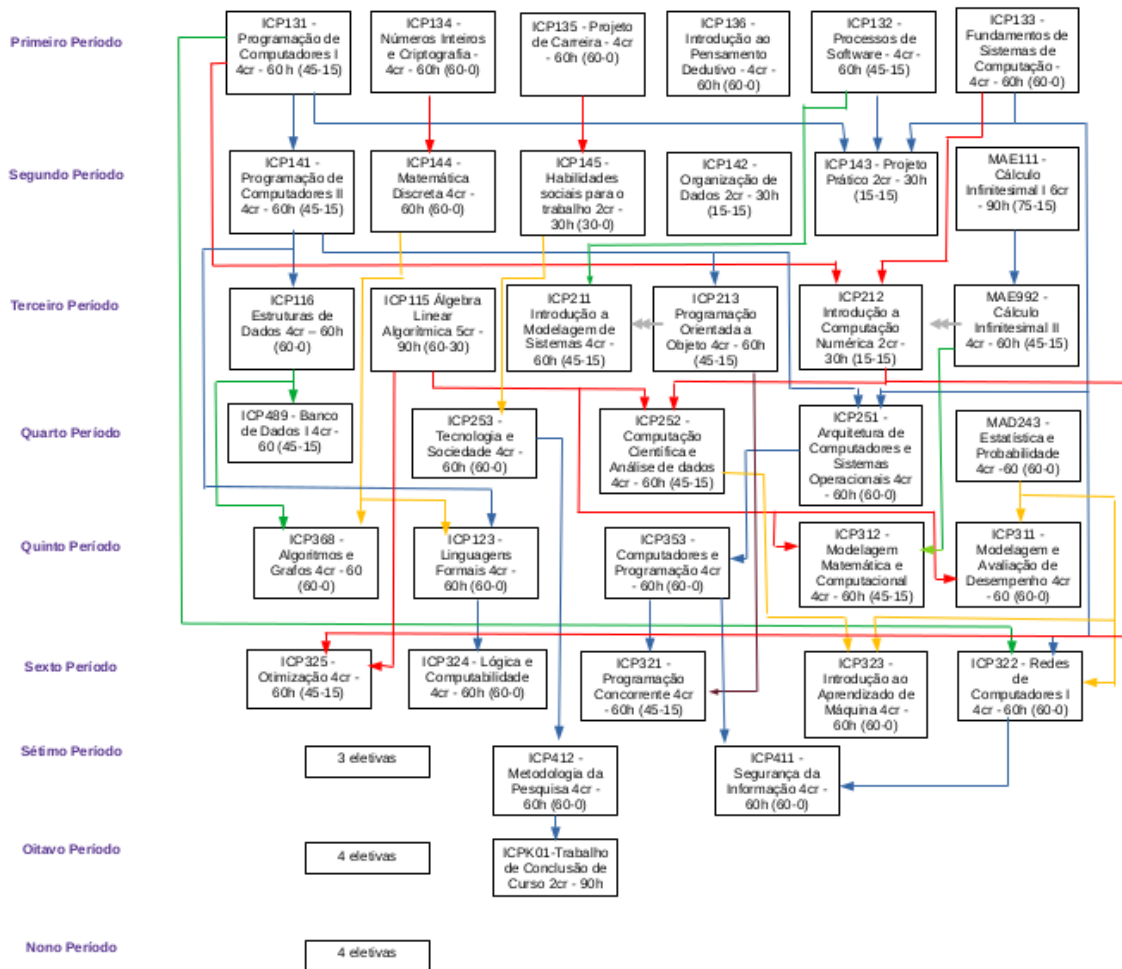 Primeiro Período
ICP131 -
Programação de
Computadores I
4cr - 60h (45-15)
ICP134 -
Números Inteiros
e Criptografia -
4cr - 60h (60-0)
ICP135 - Projeto
de Carreira - 4cr
- 60h (60-0)
ICP136 -
Introdução ao
Pensamento
Dedutivo - 4cr -
60h (60-0)
ICP132 -
Processos de
Software - 4cr -
60h (45-15)
ICP133 -
Fundamentos de
Sistemas de
Computação -
4cr - 60h (60-0)
Segundo Período
ICP141 -
Programação de
Computadores II
4cr - 60h (45-15)
ICP144 -
Matemática
Discreta 4cr -
60h (60-0)
ICP145 -
Habilidades
sociais para o
trabalho 2cr -
30h (30-0)
ICP142 -
Organização de
Dados 2cr - 30h
(15-15)
ICP143 - Projeto
Prático 2cr - 30h
(15-15)
MAE111 -
Cálculo
Infinitesimal I 6cr
- 90h (75-15)
Terceiro Período
ICP116
Estruturas de
Dados 4cr – 60h
(60-0)
ICP115 Álgebra
Linear
Algorítmica 5cr -
90h (60-30)
ICP211
Introdução a
Modelagem de
Sistemas 4cr -
60h (45-15)
ICP213
Programação
Orientada a
Objeto 4cr - 60h
(45-15)
ICP212
Introdução a
Computação
Numérica 2cr -
30h (15-15)
MAE992 -
Cálculo
Infinitesimal II
4cr - 60h (45-15)
Quarto Período
ICP489 - Banco
de Dados I 4cr -
60 (45-15)
ICP253 -
Tecnologia e
Sociedade 4cr -
60h (60-0)
ICP252 -
Computação
Científica e
Análise de dados
4cr - 60h (45-15)
ICP251 -
Arquitetura de
Computadores e
Sistemas
Operacionais 4cr
- 60h (60-0)
MAD243 -
Estatística e
Probabilidade
4cr -60 (60-0)
Quinto Período
ICP368 -
Algoritmos e
Grafos 4cr - 60
(60-0)
ICP123 -
Linguagens
Formais 4cr -
60h (60-0)
ICP353 -
Computadores e
Programação 4cr
- 60h (60-0)
ICP312 -
Modelagem
Matemática e
Computacional
4cr - 60h (45-15)
ICP311 -
Modelagem e
Avaliação de
Desempenho 4cr
- 60 (60-0)
Sexto Período
ICP325 -
Otimização 4cr -
60h (45-15)
ICP324 - Lógica e
Computabilidade
4cr - 60h (60-0)
ICP321 -
Programação
Concorrente 4cr
- 60h (45-15)
ICP323 -
Introdução ao
Aprendizado de
Máquina 4cr -
60h (60-0)
ICP322 - Redes
de
Computadores I
4cr - 60h (60-0)
Sétimo Período
3 eletivas
ICP412 -
Metodologia da
Pesquisa 4cr -
60h (60-0)
ICP411 -
Segurança da
Informação 4cr -
60h (60-0)
Oitavo Período
4 eletivas
ICPK01-Trabalho
de Conclusão de
Curso 2cr - 90h
Nono Período
4 eletivas